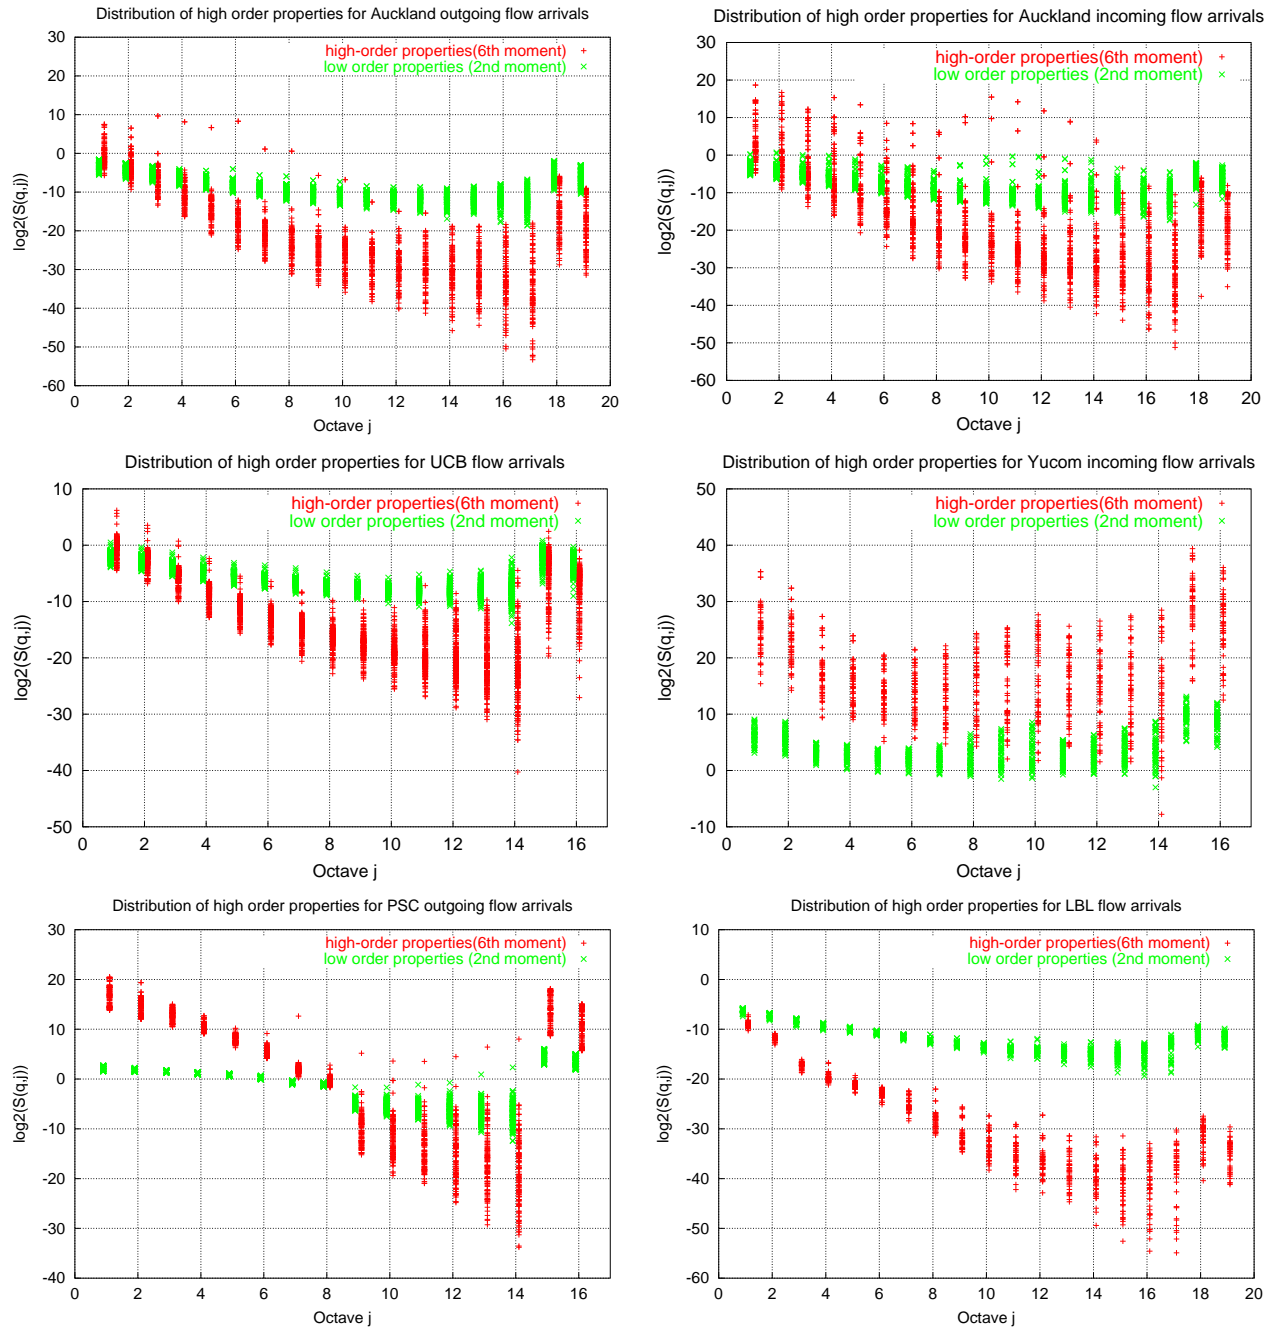 Distribution of high order properties for Auckland outgoing flow arrivals
high-order properties(6th moment)
low order properties (2nd moment)
log2(S(q,j))
30
20
10
0
-10
-20
-30
-40
-50
-60
0 2 4 6 8 10 12 14 16 18 20
Octave j
Distribution of high order properties for Auckland incoming flow arrivals
high-order properties(6th moment)
low order properties (2nd moment)
log2(S(q,j))
30
20
10
0
-10
-20
-30
-40
-50
-60
0 2 4 6 8 10 12 14 16 18 20
Octave j
Distribution of high order properties for UCB flow arrivals
high-order properties(6th moment)
low order properties (2nd moment)
log2(S(q,j))
10
0
-10
-20
-30
-40
-50
0 2 4 6 8 10 12 14 16
Octave j
Distribution of high order properties for Yucom incoming flow arrivals
high-order properties(6th moment)
low order properties (2nd moment)
log2(S(q,j))
50
40
30
20
10
0
-10
0 2 4 6 8 10 12 14 16
Octave j
Distribution of high order properties for PSC outgoing flow arrivals
high-order properties(6th moment)
low order properties (2nd moment)
log2(S(q,j))
30
20
10
0
-10
-20
-30
-40
0 2 4 6 8 10 12 14 16
Octave j
Distribution of high order properties for LBL flow arrivals
high-order properties(6th moment)
low order properties (2nd moment)
log2(S(q,j))
10
0
-10
-20
-30
-40
-50
-60
0 2 4 6 8 10 12 14 16 18 20
Octave j